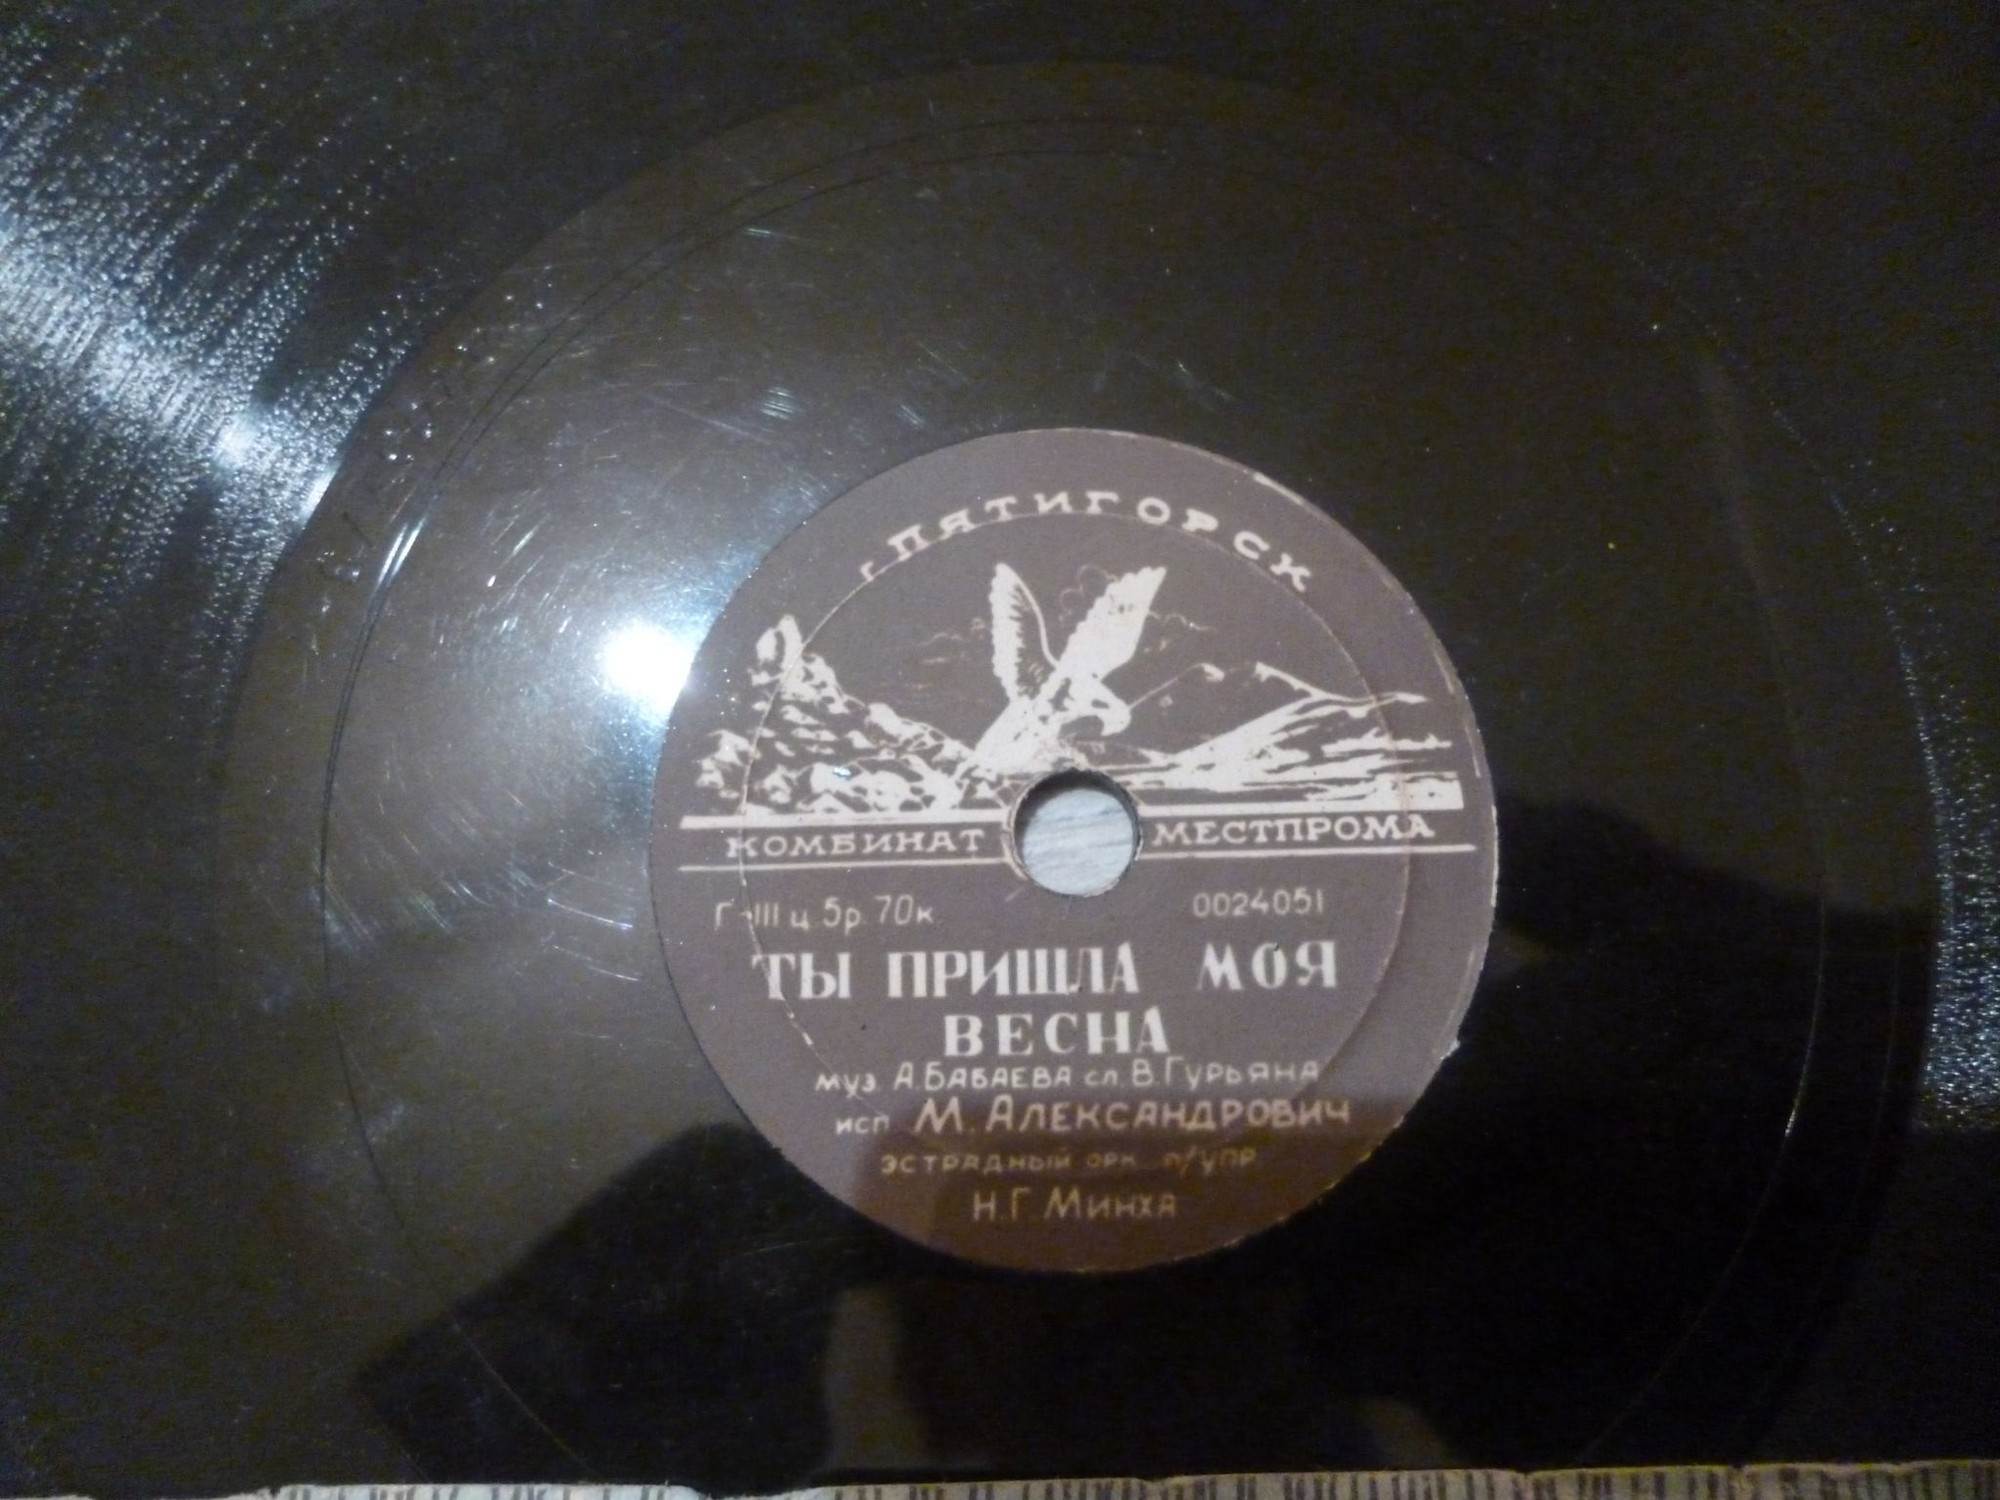 г. ПЯТИГОРСК
КОМБИНАТ МЕСТПРОМА
Г-III ц. 5р. 70к. 0024051
ТЫ ПРИШЛА МОЯ
ВЕСНА
муз. А. БАБАЕВА сл. В. ГУРЬЯНА
исп. М. АЛЕКСАНДРОВИЧ
ЭСТРАДНЫЙ ОРК. П/УПР.
Н.Г. МИНХА